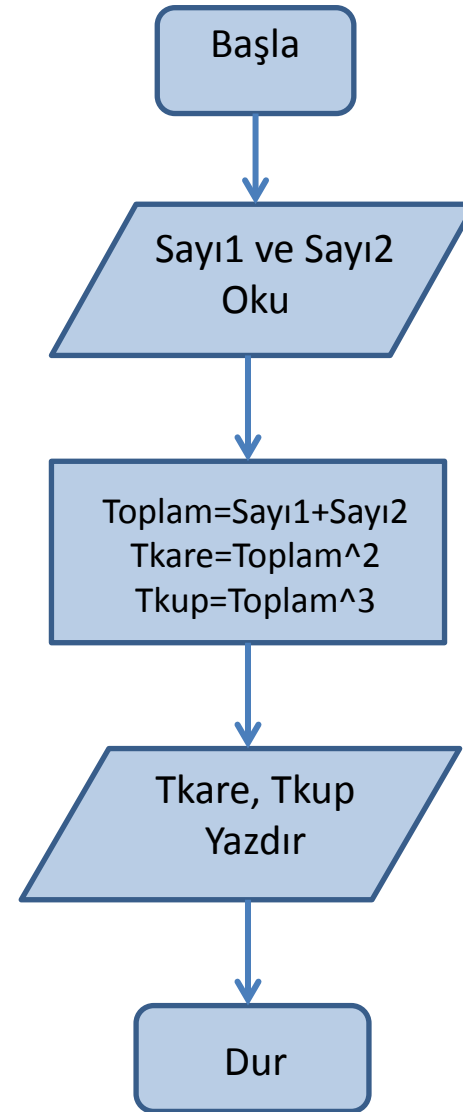 Başla
Sayı1 ve Sayı2
Oku
Toplam=Sayı1+Sayı2
Tkare=Toplam^2
Tkup=Toplam^3
Tkare, Tkup
Yazdır
Dur